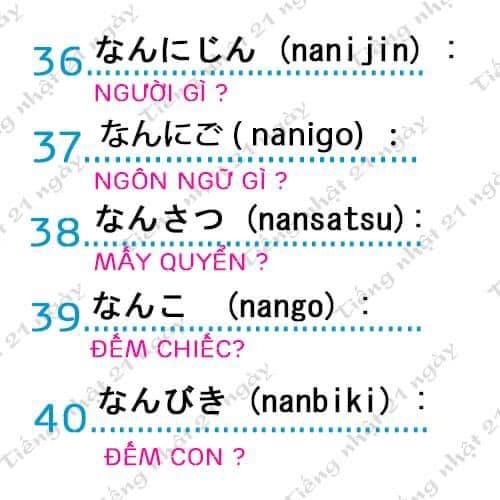 36 なんにじん (nanijin) :
NGƯỜI GÌ ?
37 なんにご ( nanigo) :
NGÔN NGỮ GÌ ?
38 なんさつ (nansatsu) :
MẤY QUYỂN ?
39 なんこ (nango) :
ĐẾM CHIẾC?
40 なんびき (nanbiki) :
ĐẾM CON ?
Tiếng nhật 21 ngày